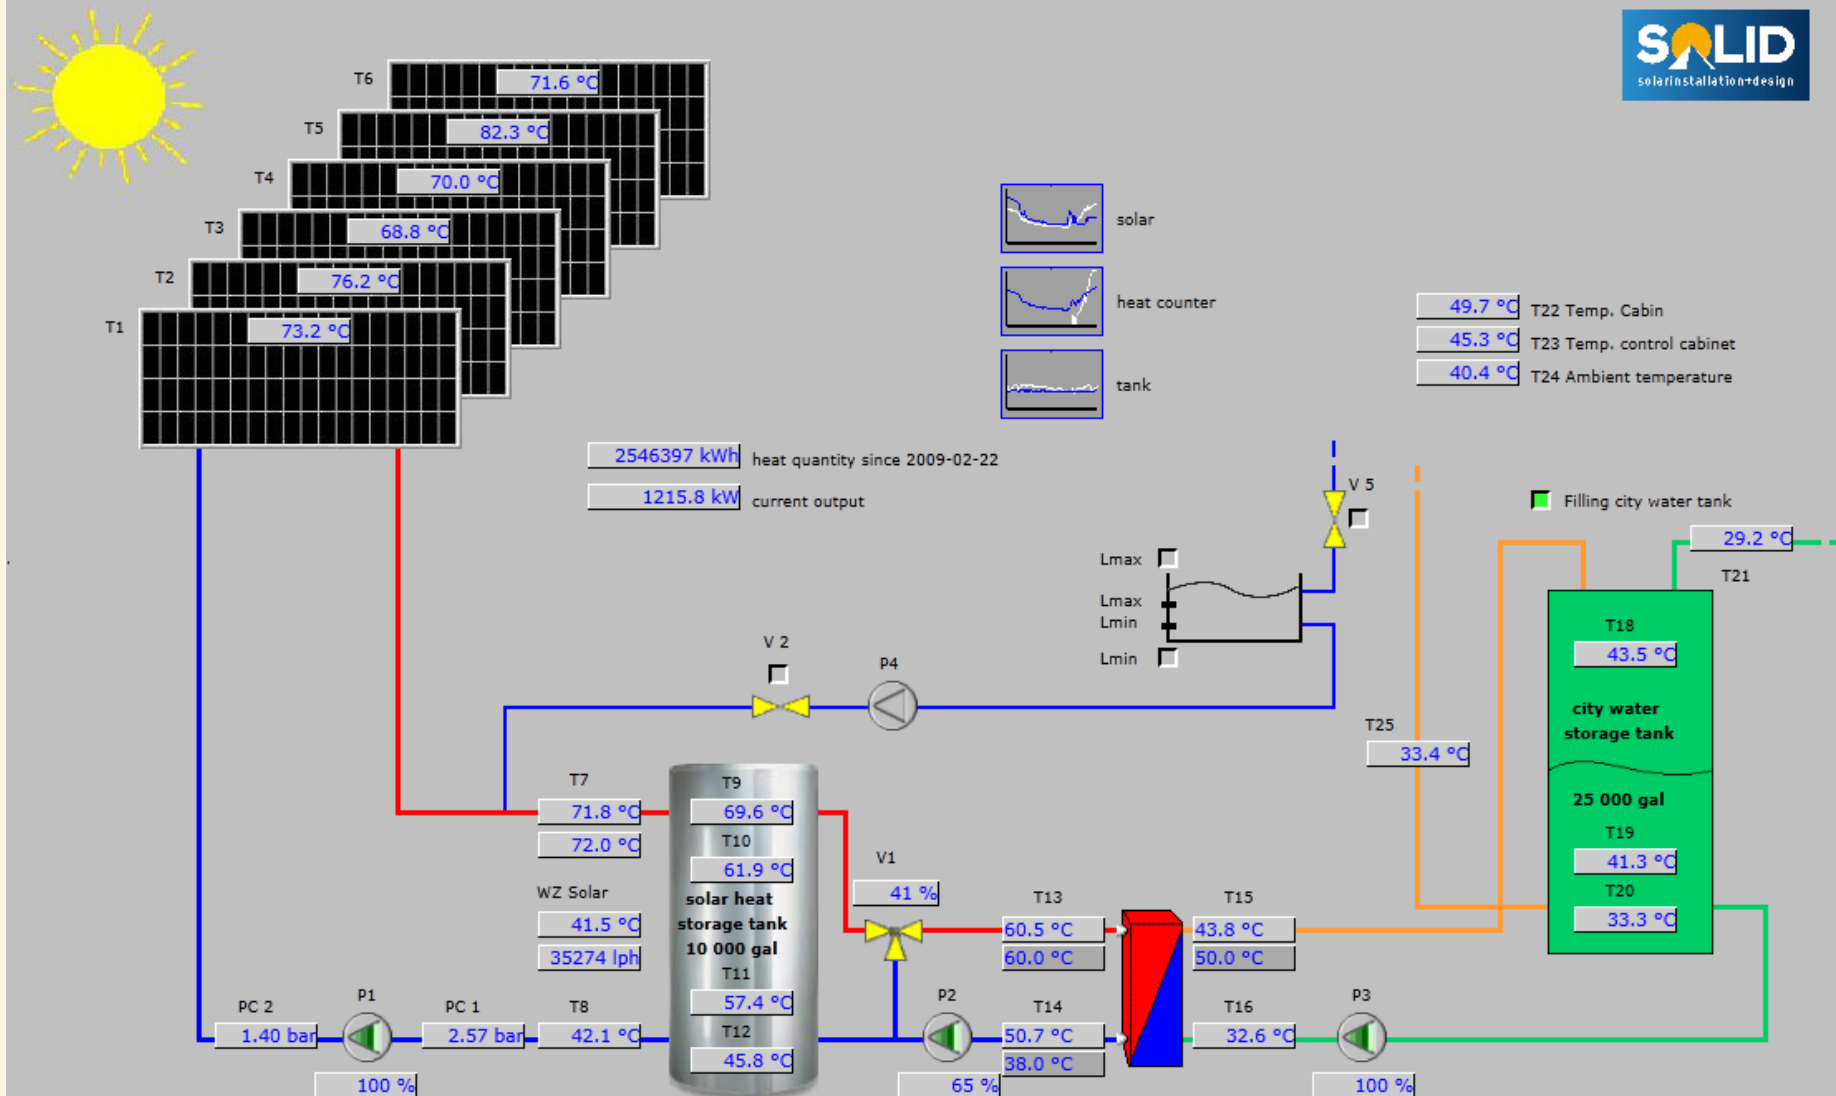 SOLID
solarinstallation+design
T6
71.6 °C
T5
82.3 °C
T4
70.0 °C
T3
68.8 °C
T2
76.2 °C
T1
73.2 °C
solar
heat counter
tank
49.7 °C T22 Temp. Cabin
45.3 °C T23 Temp. control cabinet
40.4 °C T24 Ambient temperature
2546397 kWh heat quantity since 2009-02-22
1215.8 kW current output
V 5
Filling city water tank
29.2 °C
T21
Lmax
Lmax
Lmin
Lmin
V 2
P4
T18
43.5 °C
city water
storage tank
25 000 gal
T19
41.3 °C
T20
33.3 °C
T25
33.4 °C
T7
71.8 °C
72.0 °C
WZ Solar
41.5 °C
35274 lph
T9
69.6 °C
T10
61.9 °C
solar heat
storage tank
10 000 gal
T11
57.4 °C
T12
45.8 °C
V1
41 %
T13
60.5 °C
60.0 °C
T15
43.8 °C
50.0 °C
PC 2
1.40 bar
P1
100 %
PC 1
2.57 bar
T8
42.1 °C
P2
65 %
T14
50.7 °C
38.0 °C
T16
32.6 °C
P3
100 %